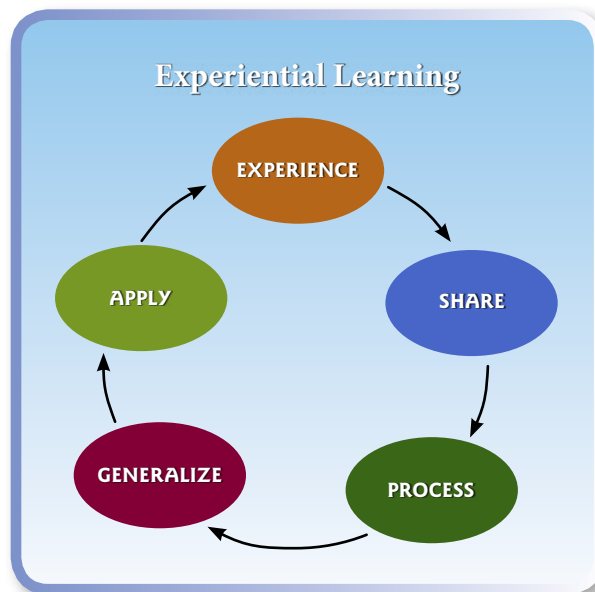 Experiential Learning
EXPERIENCE
SHARE
PROCESS
GENERALIZE
APPLY